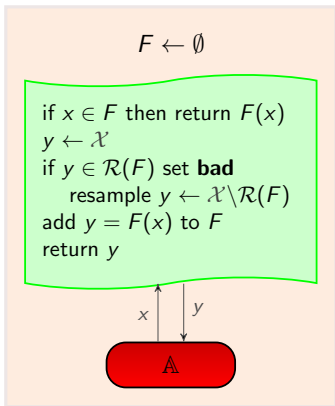 F ← ∅
if x ∈ F then return F(x)
y ← 𝒳
if y ∈ ℛ(F) set bad
resample y ← 𝒳\ℛ(F)
add y = F(x) to F
return y
x
y
𝔸